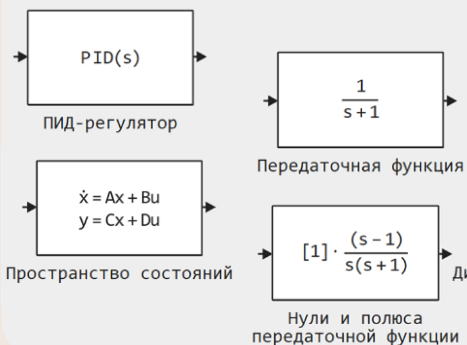 PID(s)
ПИД-регулятор
1
s+1
Передаточная функция
ẋ = Ax + Bu
y = Cx + Du
Пространство состояний
[1] · (s – 1)
s(s + 1)
Нули и полюса
передаточной функции